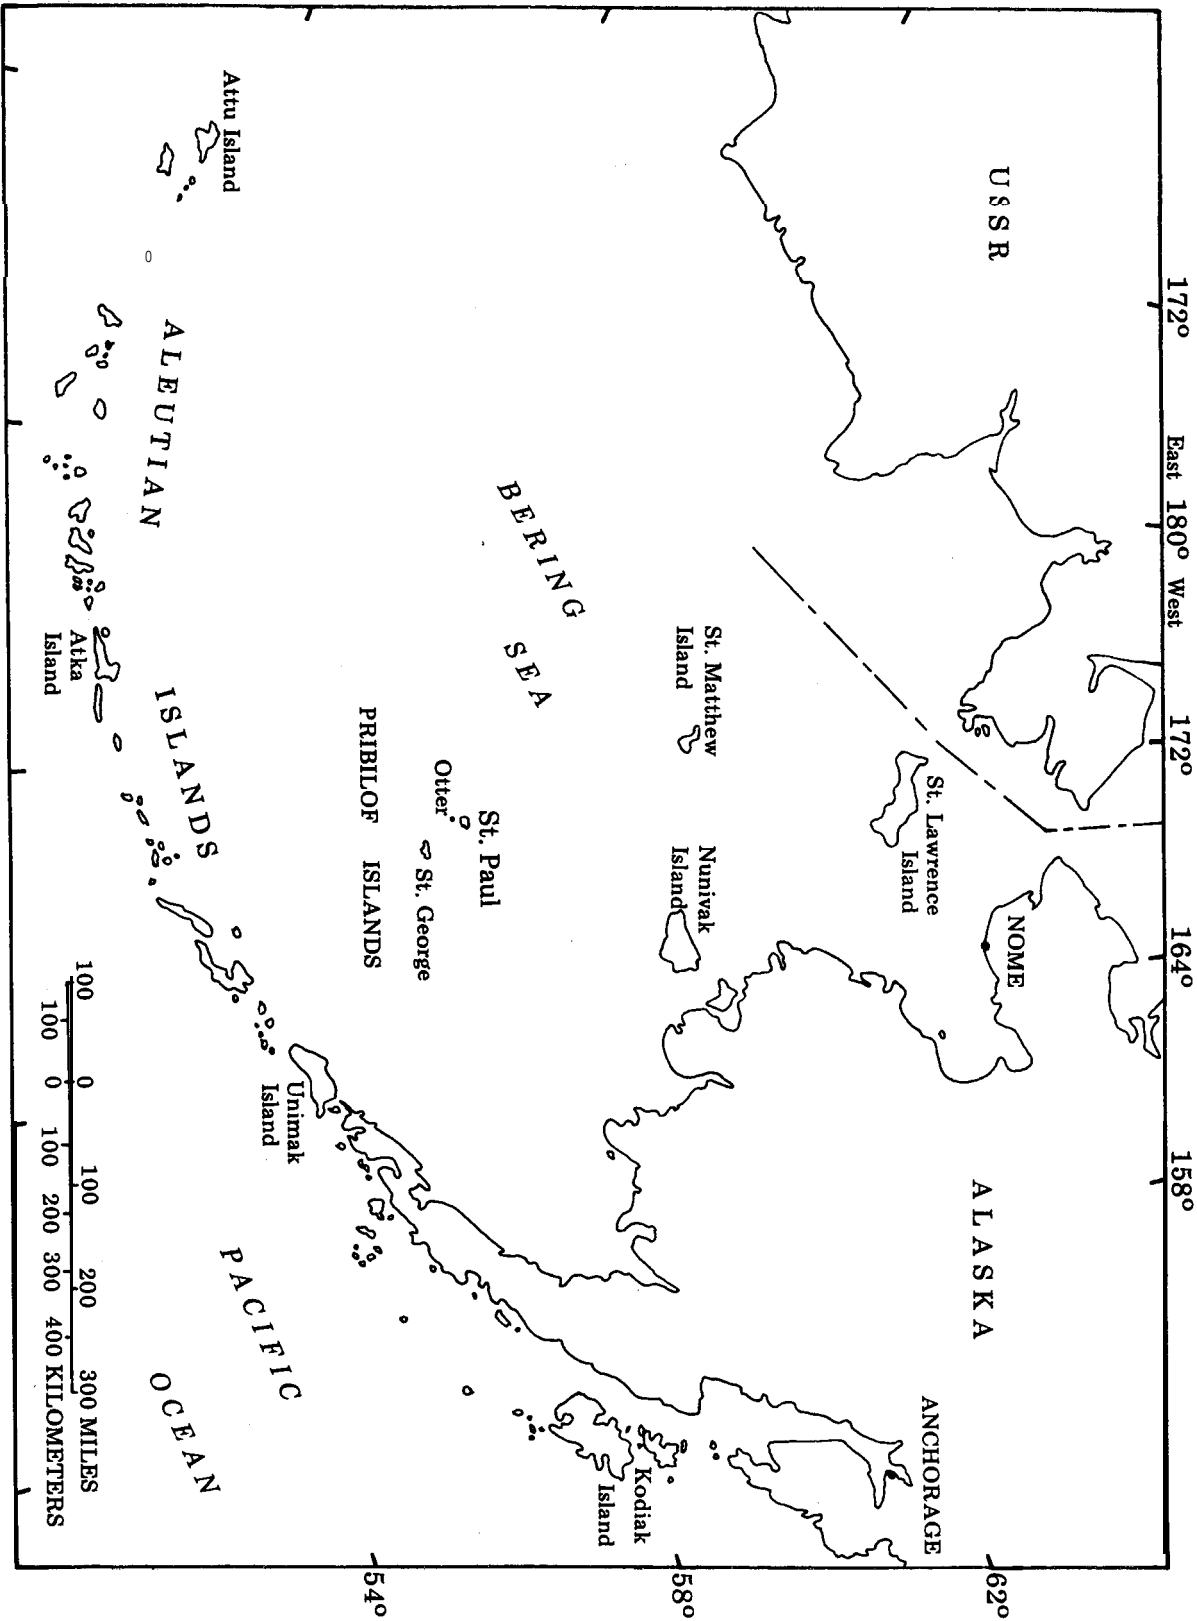 172° East 180° West 172° 164° 158°
USSR
ALASKA
NOME
ANCHORAGE
St. Lawrence
Island
62°
St. Matthew
Island
Nunivak
Island
58°
Kodiak
Island
BERING
SEA
St. Paul
Otter
St. George
PRIBILOF ISLANDS
54°
Attu Island
ALEUTIAN
ISLANDS
Atka
Island
Unimak
Island
PACIFIC
OCEAN
100 0 100 200 300 MILES
100 0 100 200 300 400 KILOMETERS